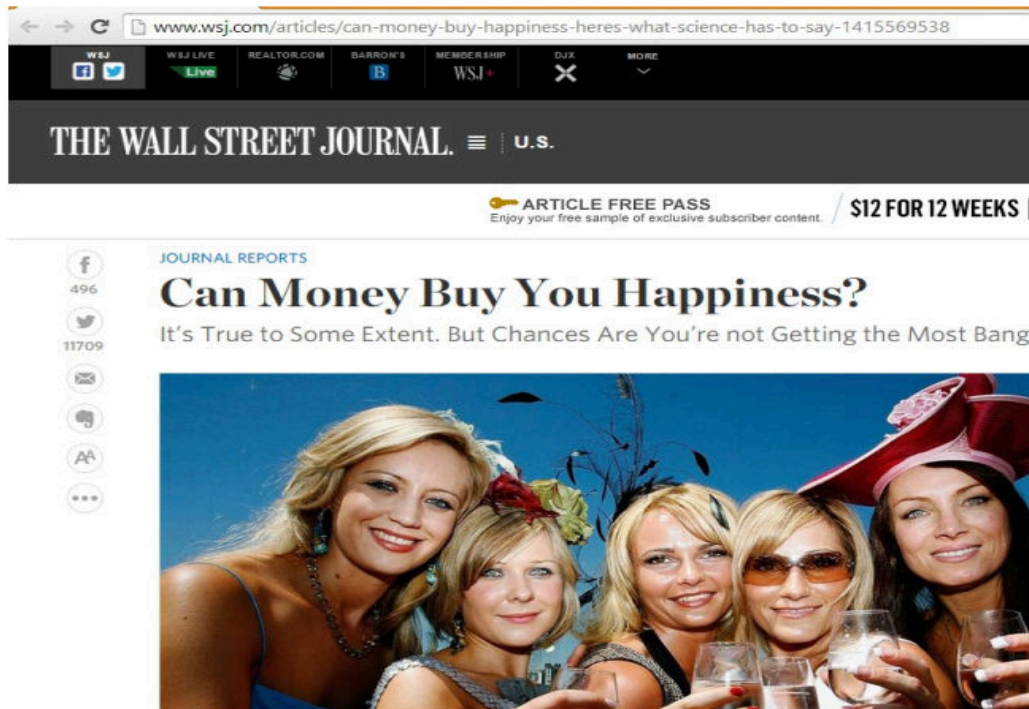 www.wsj.com/articles/can-money-buy-happiness-heres-what-science-has-to-say-1415569538
WSJ WSJ LIVE REALTOR.COM BARRON'S MEMBERSHIP DJX MORE
Live B WSJ+
THE WALL STREET JOURNAL. U.S.
ARTICLE FREE PASS
Enjoy your free sample of exclusive subscriber content.
$12 FOR 12 WEEKS
JOURNAL REPORTS
Can Money Buy You Happiness?
It's True to Some Extent. But Chances Are You're not Getting the Most Bang
496
11709
AA